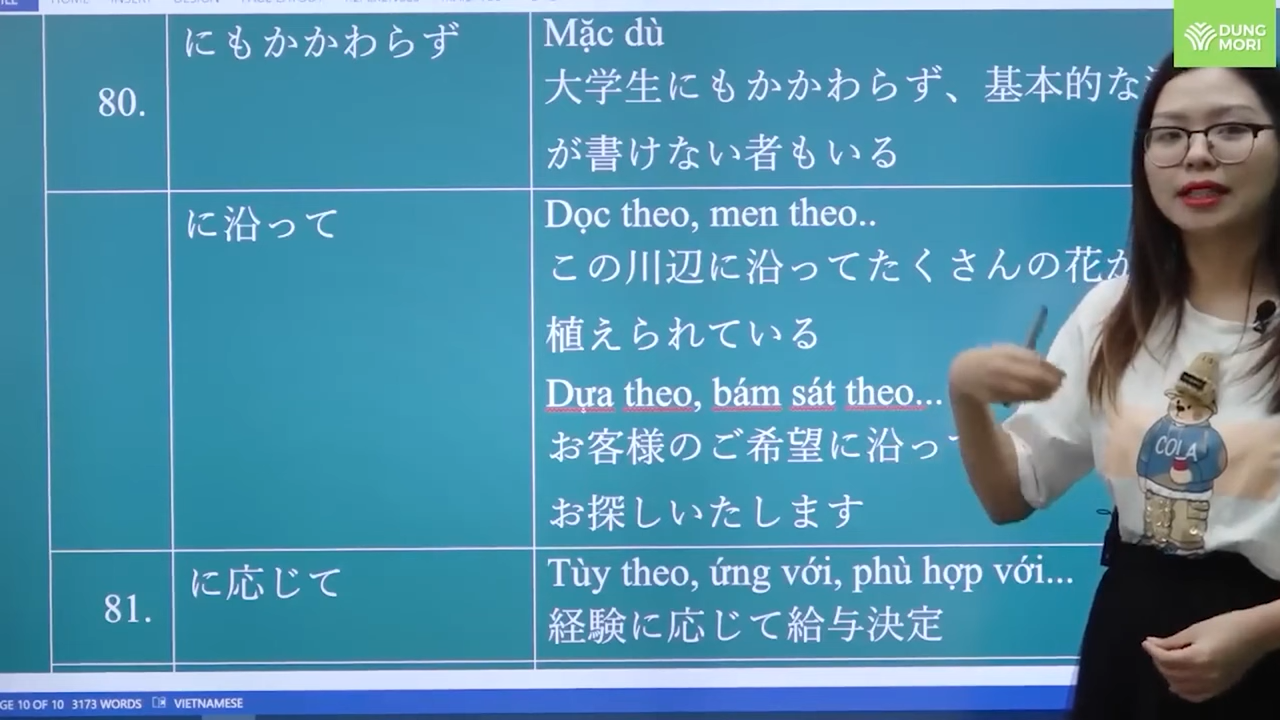 DUNG
MORI
80.
にもかかわらず
Mặc dù
大学生にもかかわらず、基本的な
が書けない者もいる
に沿って
Dọc theo, men theo..
この川辺に沿ってたくさんの花が
植えられている
Dựa theo, bám sát theo...
お客様のご希望に沿っ
お探しいたします
81.
に応じて
Tùy theo, ứng với, phù hợp với...
経験に応じて給与決定
COLA
10 OF 10
3173 WORDS
VIETNAMESE